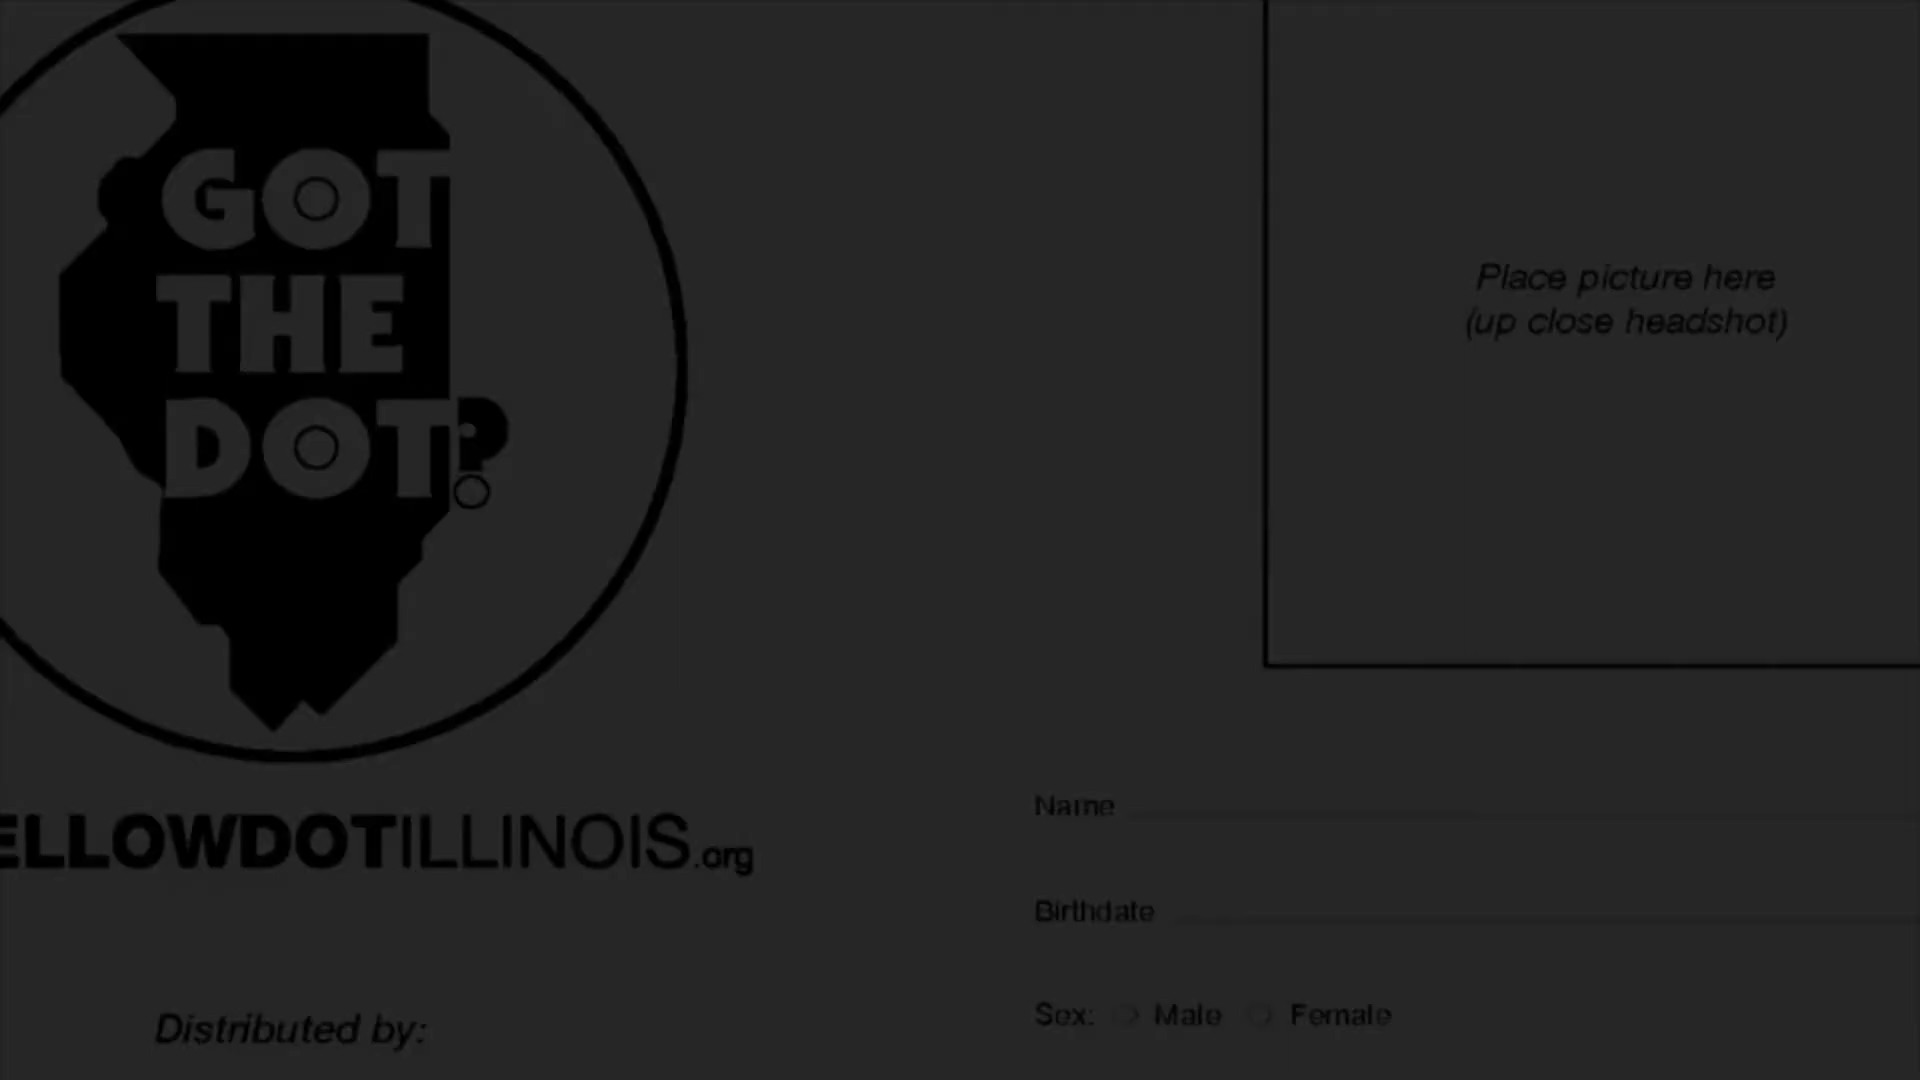 GOT
THE
DOT?
ELLOWDOTILLINOIS.org
Distributed by:
Place picture here
(up close headshot)
Name
Birthdate
Sex: Male Female